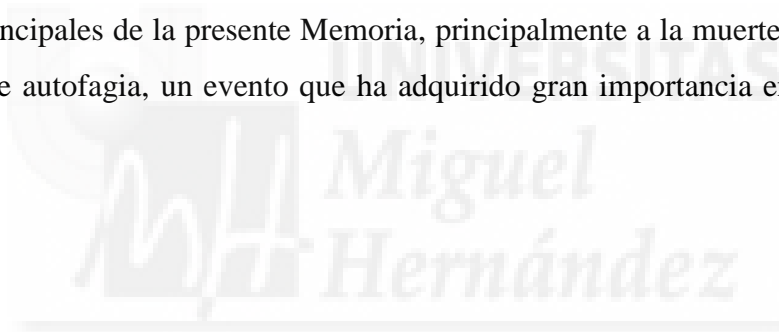 ncipales de la presente Memoria, principalmente a la muerte
e autofagia, un evento que ha adquirido gran importancia e
UNIVERSITAS
Miguel
Hernández